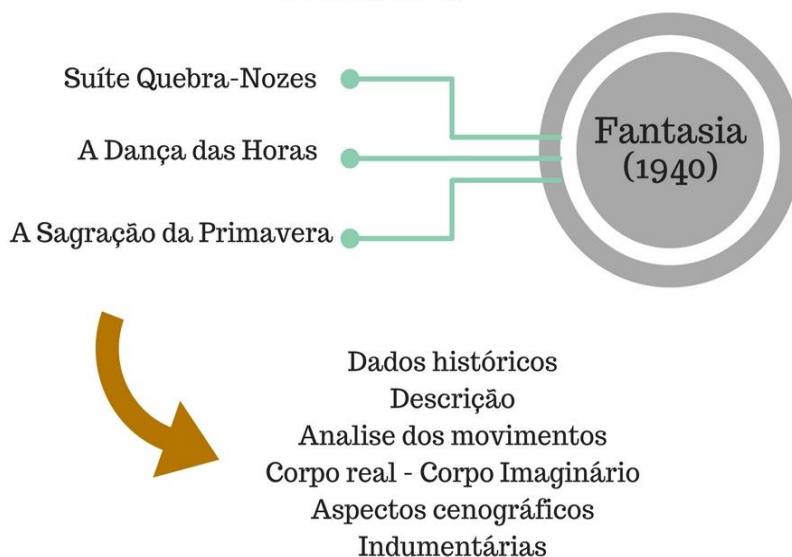 Suíte Quebra-Nozes
A Dança das Horas
A Sagração da Primavera
Fantasia
(1940)
Dados históricos
Descrição
Analise dos movimentos
Corpo real - Corpo Imaginário
Aspectos cenográficos
Indumentárias